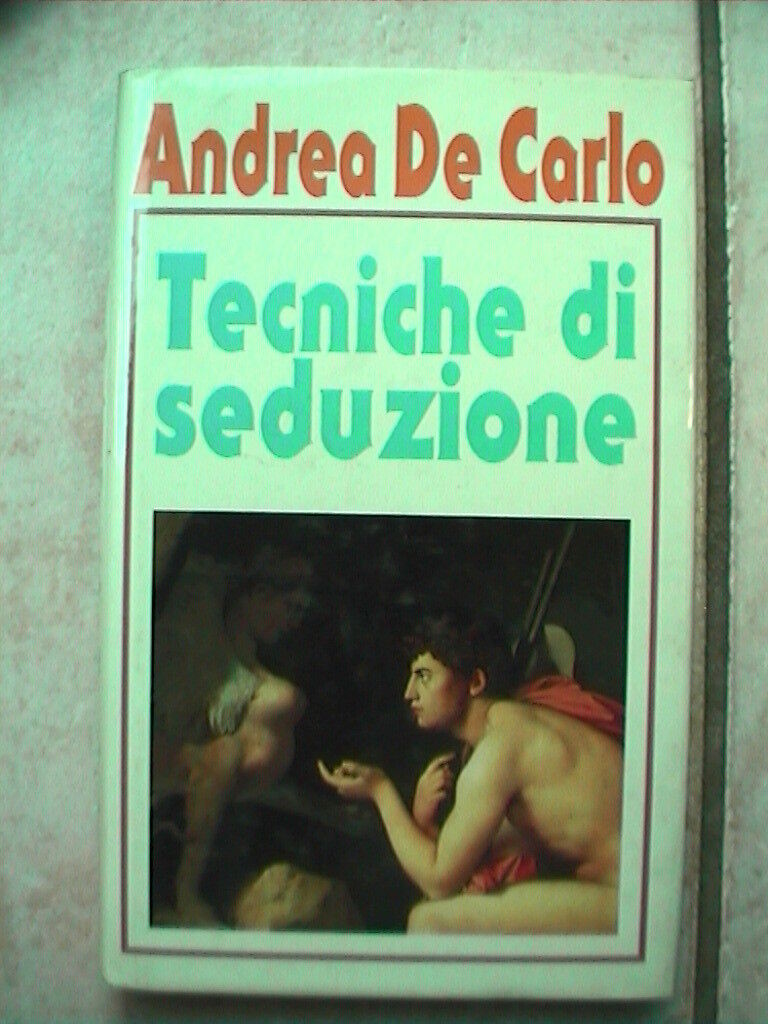 Andrea De Carlo
Tecniche di
seduzione